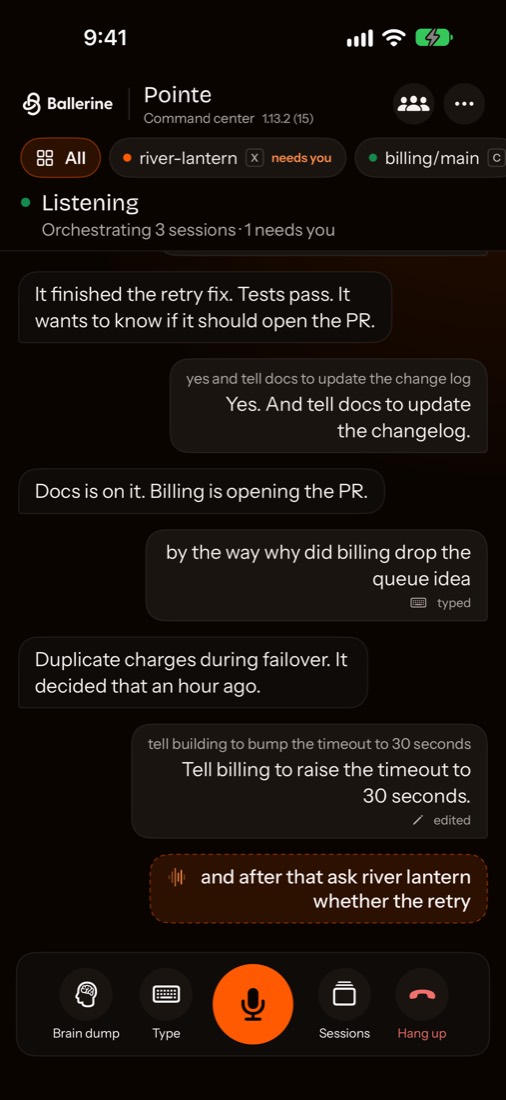 9:41
Ballerine
Pointe
Command center 1.13.2 (15)
All
river-lantern X needs you
billing/main C
Listening
Orchestrating 3 sessions · 1 needs you
It finished the retry fix. Tests pass. It
wants to know if it should open the PR.
yes and tell docs to update the change log
Yes. And tell docs to update
the changelog.
Docs is on it. Billing is opening the PR.
by the way why did billing drop the
queue idea
typed
Duplicate charges during failover. It
decided that an hour ago.
tell building to bump the timeout to 30 seconds
Tell billing to raise the timeout to
30 seconds.
edited
and after that ask river lantern
whether the retry
Brain dump
Type
Sessions
Hang up